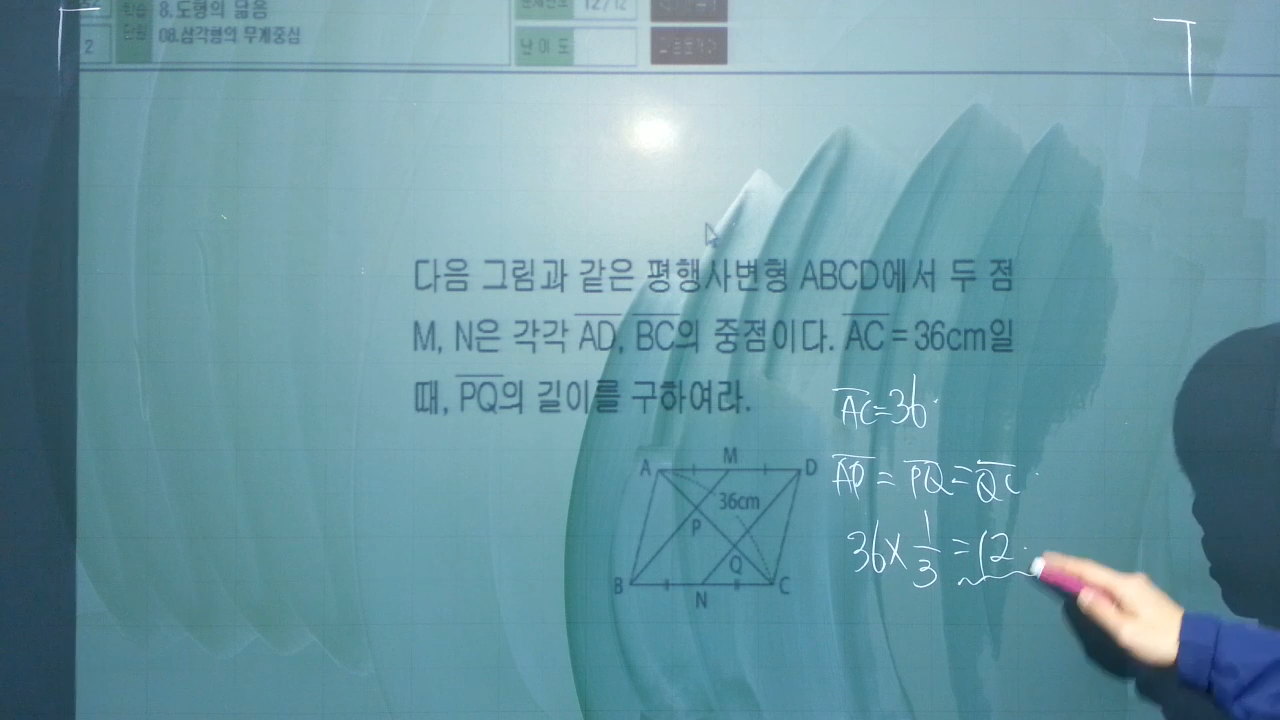 학습 8.도형의 닮음
2 단원 08.삼각형의 무게중심
12/12
난 이 도
다음 그림과 같은 평행사변형 ABCD에서 두 점
M, N은 각각 AD, BC의 중점이다. AC = 36cm일
때, PQ의 길이를 구하여라.
A M D
36cm
P
Q
B N C
AC=36.
AP = PQ = QC.
36 × 1/3 = 12.